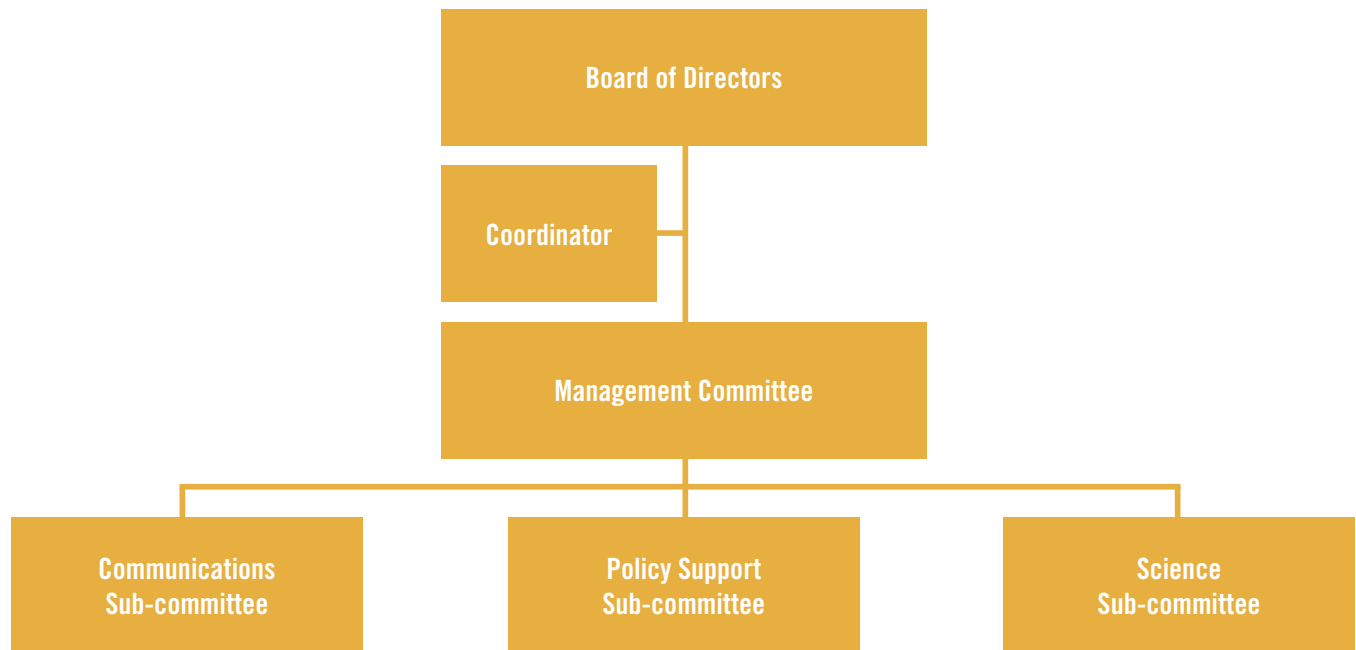 Board of Directors
Coordinator
Management Committee
Communications
Sub-committee
Policy Support
Sub-committee
Science
Sub-committee